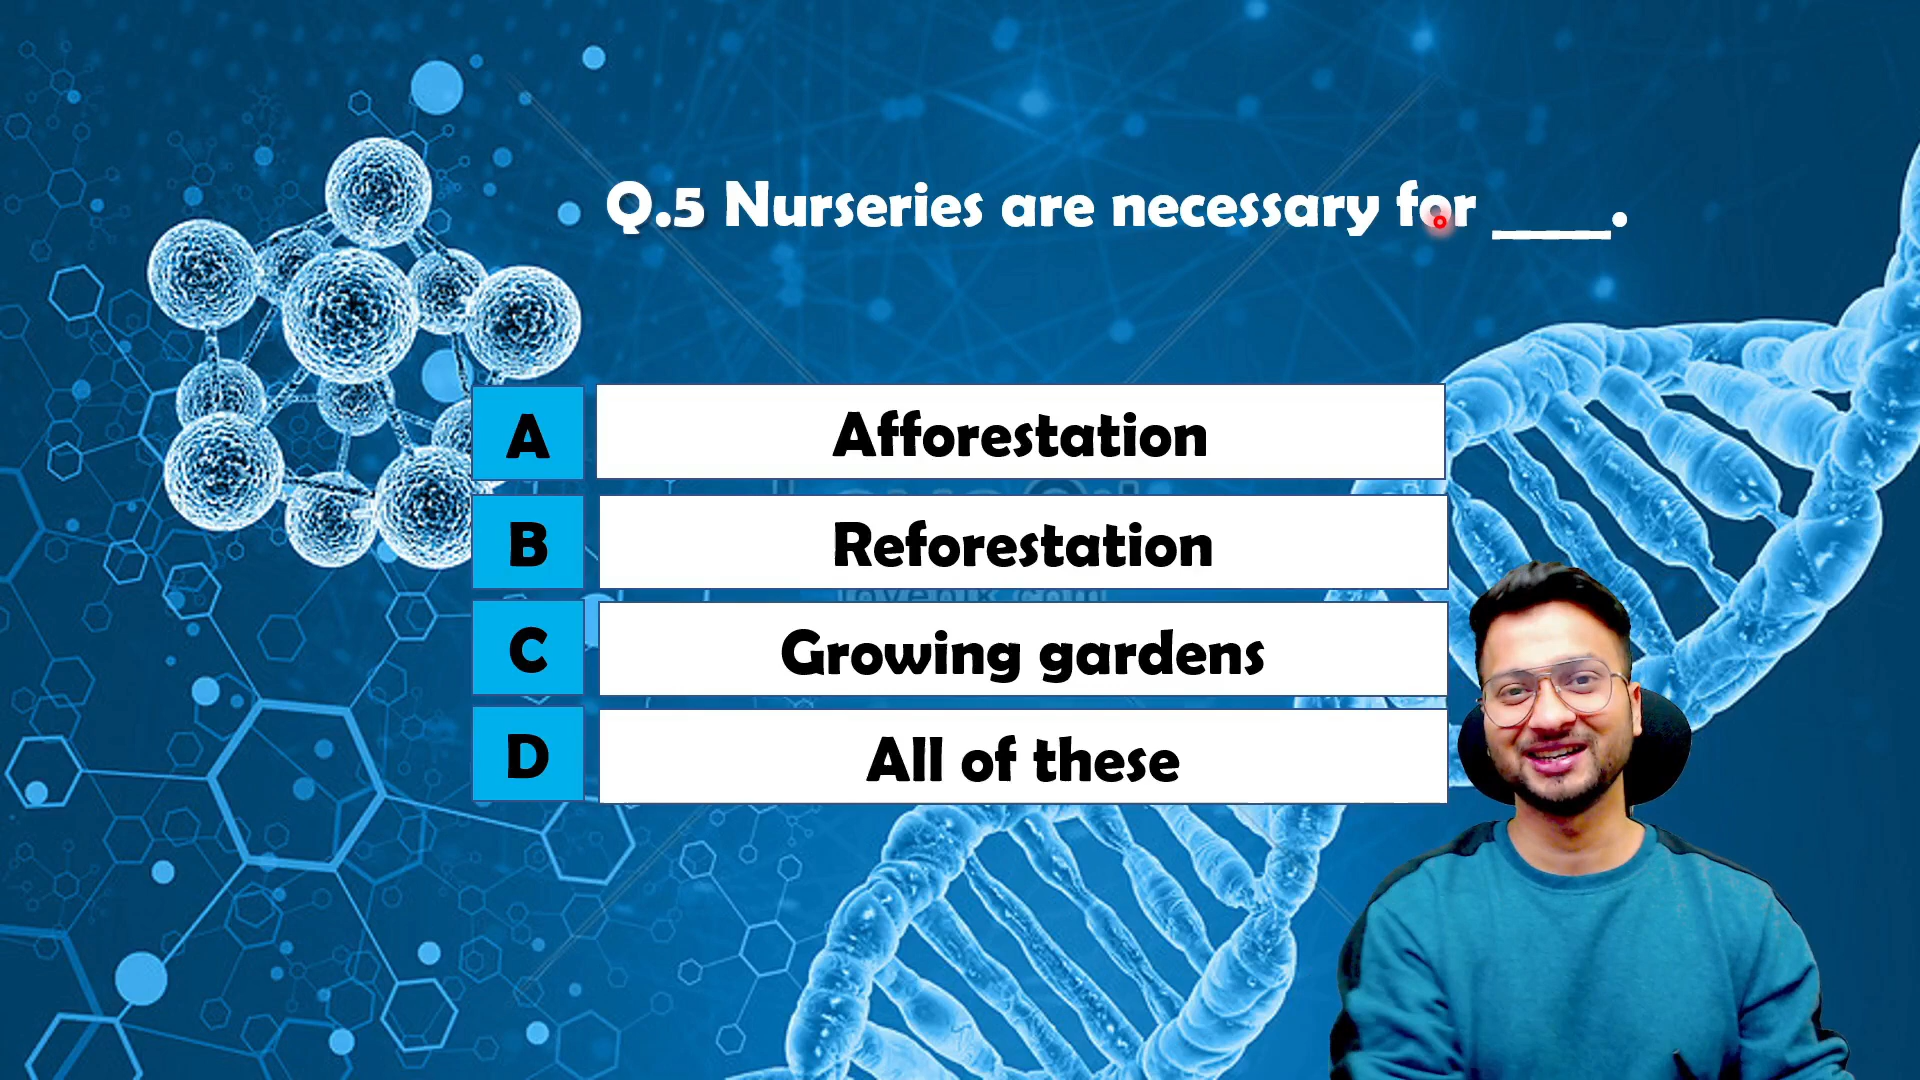 Q.5 Nurseries are necessary for ____.
A Afforestation
B Reforestation
C Growing gardens
D All of these